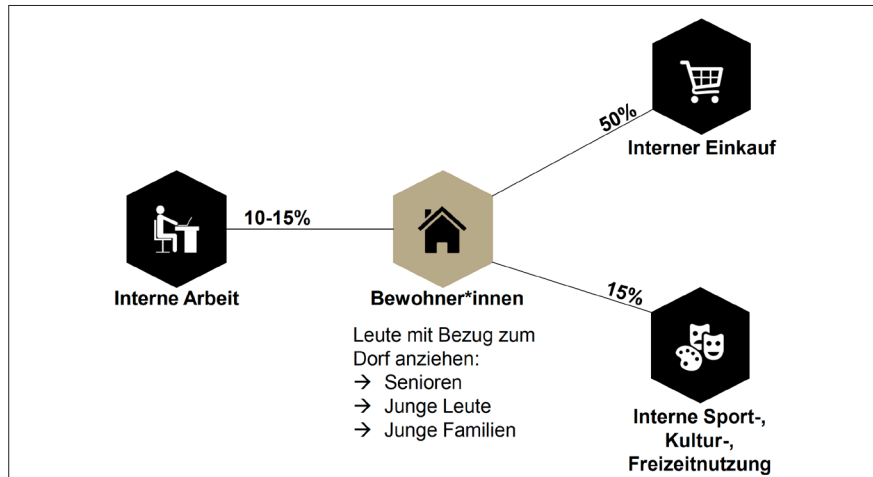 50%
Interner Einkauf
10-15%
Interne Arbeit
Bewohner*innen
Leute mit Bezug zum
Dorf anziehen:
→ Senioren
→ Junge Leute
→ Junge Familien
15%
Interne Sport-,
Kultur-,
Freizeitnutzung